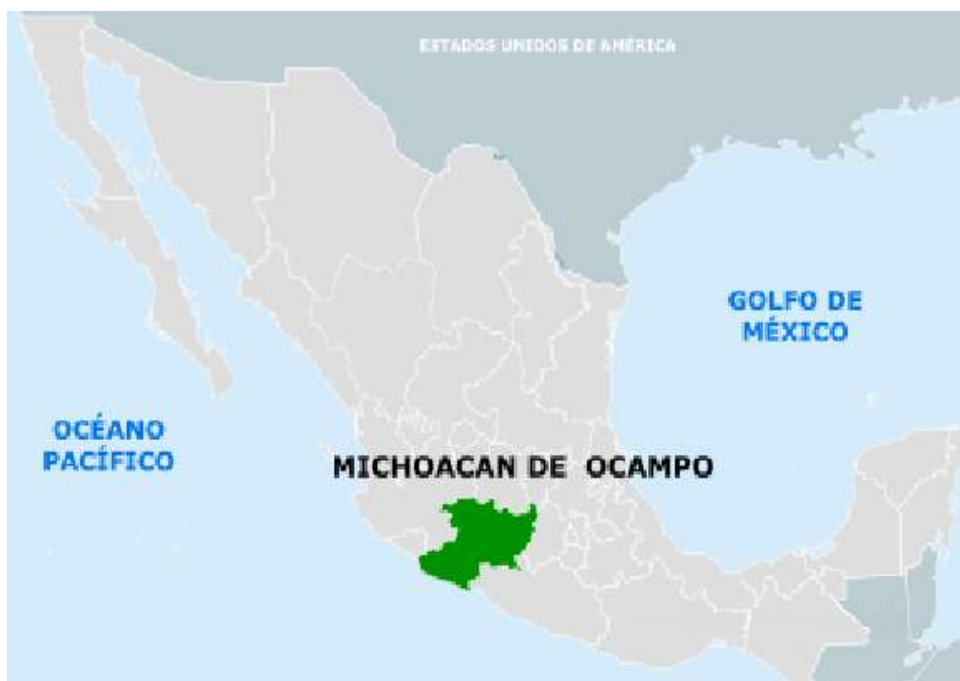 ESTADOS UNIDOS DE AMÉRICA
GOLFO DE
MÉXICO
OCÉANO
PACÍFICO
MICHOACAN DE OCAMPO